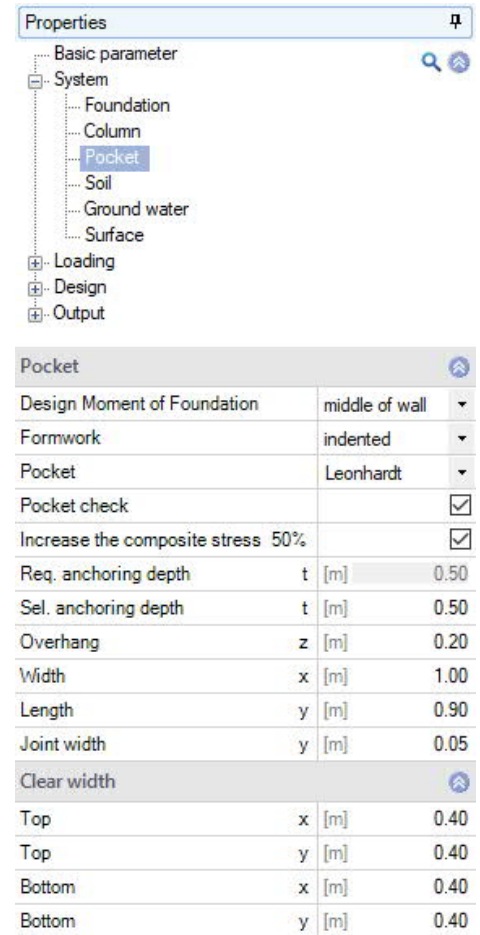 Properties
Basic parameter
System
Foundation
Column
Pocket
Soil
Ground water
Surface
Loading
Design
Output
Pocket
Design Moment of Foundation middle of wall
Formwork indented
Pocket Leonhardt
Pocket check
Increase the composite stress 50%
Req. anchoring depth t [m] 0.50
Sel. anchoring depth t [m] 0.50
Overhang z [m] 0.20
Width x [m] 1.00
Length y [m] 0.90
Joint width y [m] 0.05
Clear width
Top x [m] 0.40
Top y [m] 0.40
Bottom x [m] 0.40
Bottom y [m] 0.40